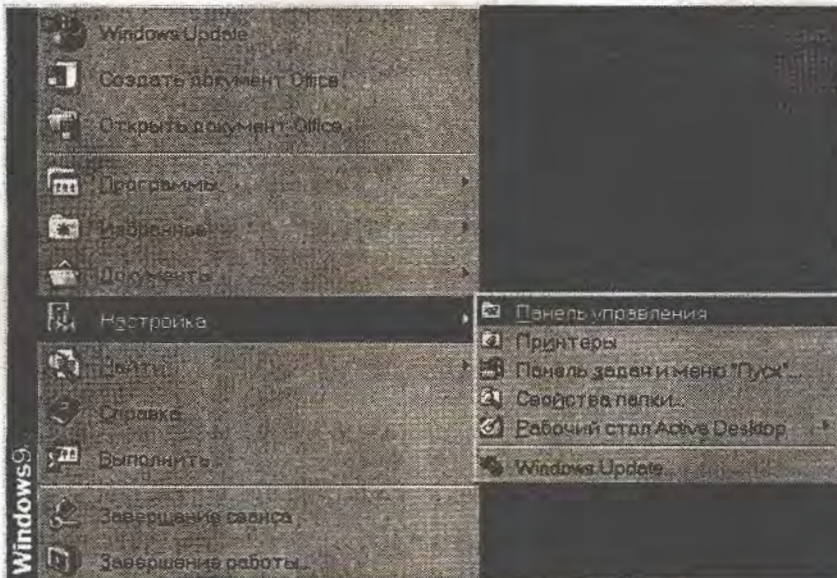 Windows Update
Создать документ Office
Открыть документ Office
Программы
Избранное
Документы
Настройка
Найти
Справка
Выполнить...
Завершение сеанса
Завершение работы...
Панель управления
Принтеры
Панель задач и меню "Пуск"...
Свойства папки...
Рабочий стол Active Desktop
Windows Update
Windows9